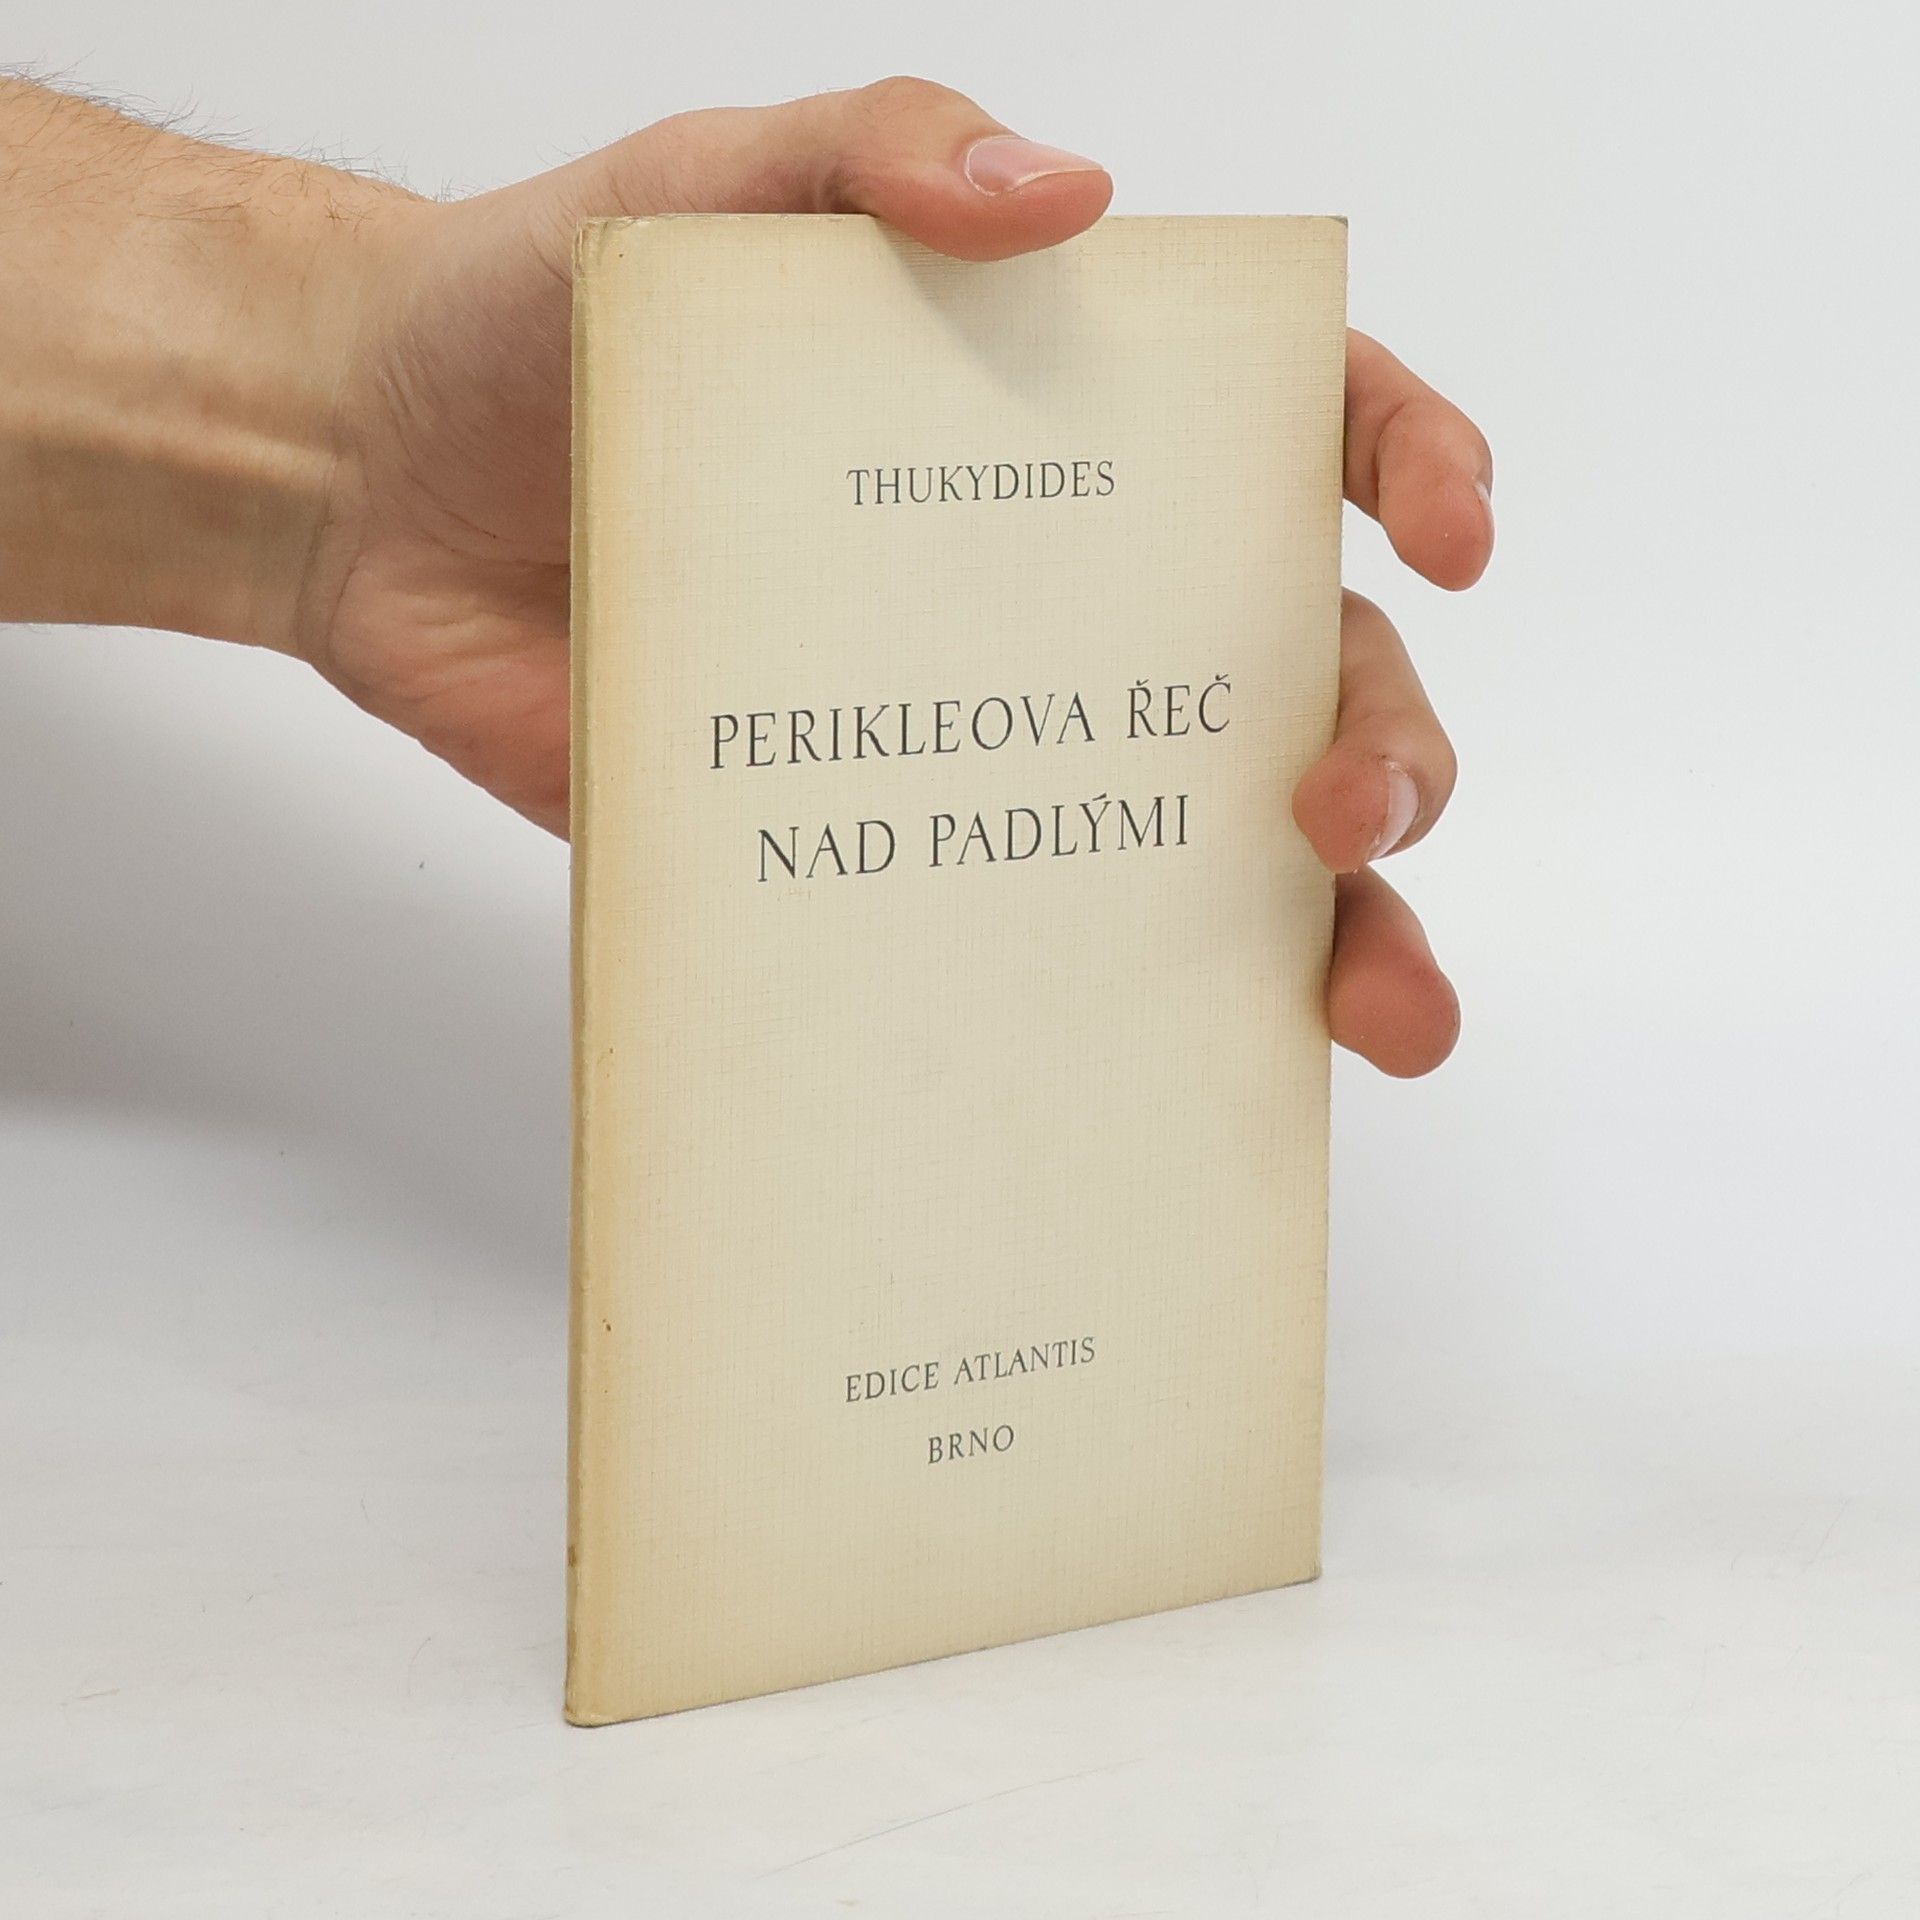 THUKYDIDES
PERIKLEOVA ŘEČ
NAD PADLÝMI
EDICE ATLANTIS
BRNO